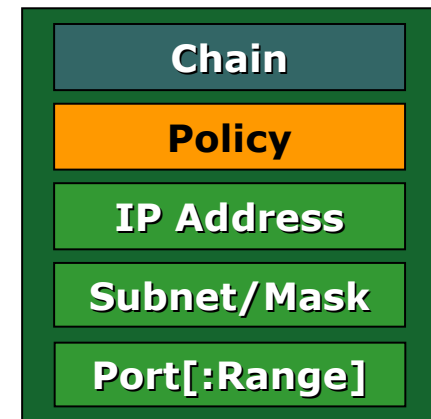 Chain
Policy
IP Address
Subnet/Mask
Port[:Range]